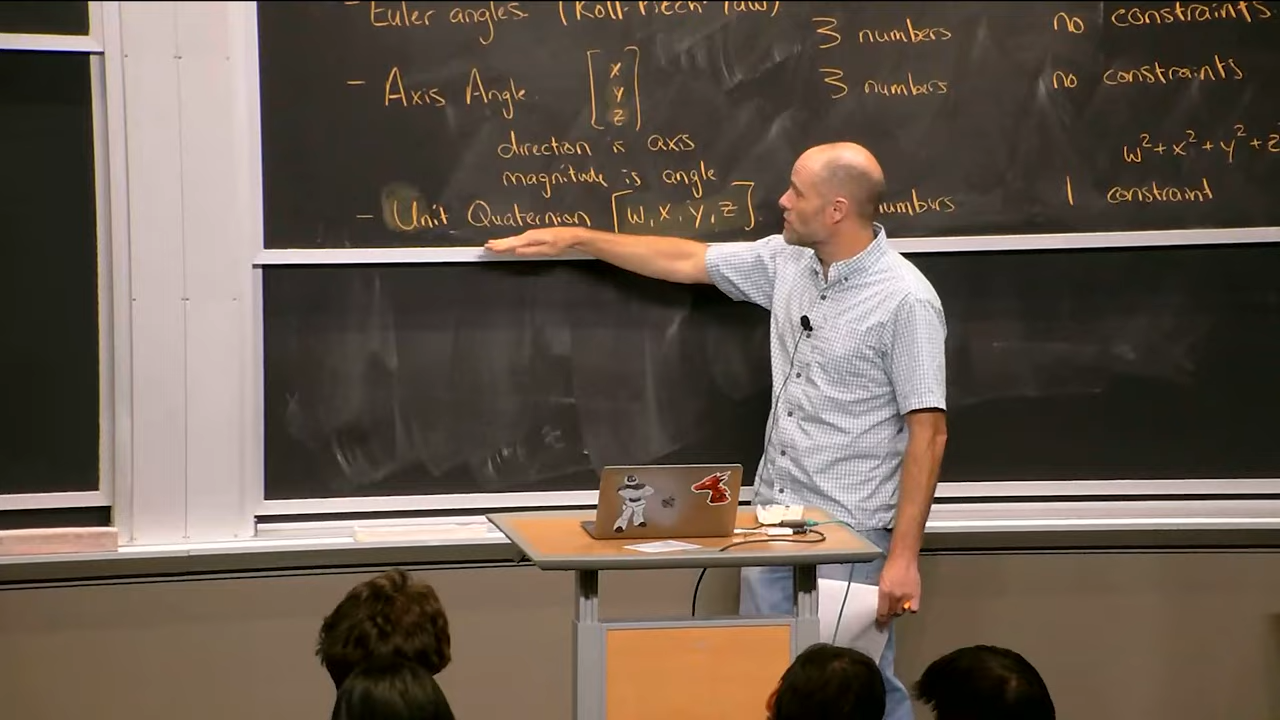 - Euler angles. (Roll-Pitch-Yaw) 3 numbers no constraints.
- Axis Angle. [x y z] 3 numbers no constraints
direction is axis
magnitude is angle w²+x²+y²+z
- Unit Quaternion [w, x, y, z]. numbers 1 constraint